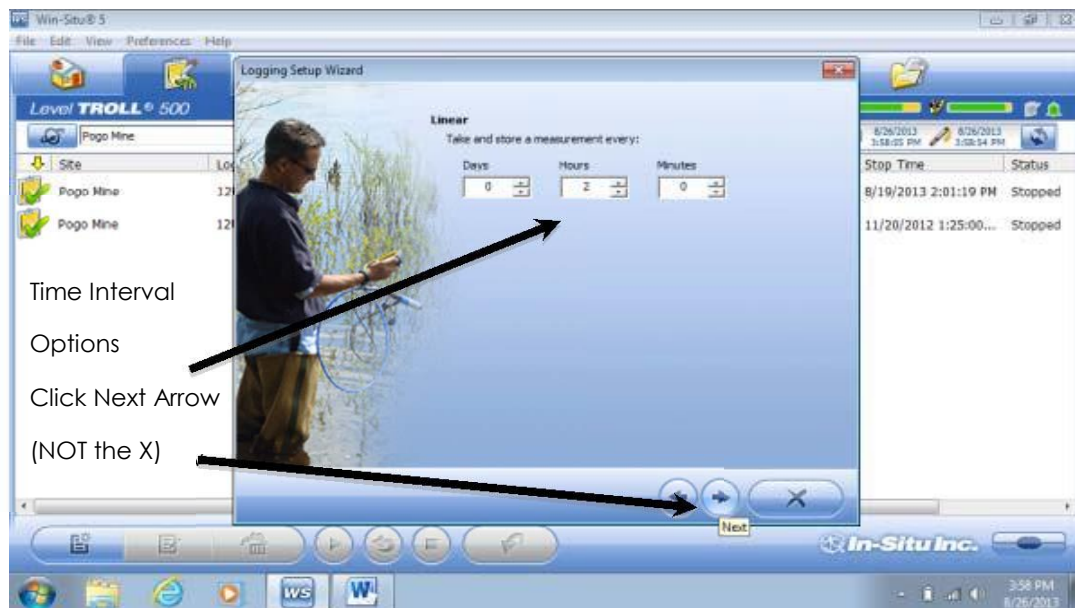 Win-Situ® 5
File Edit View Preferences Help
Logging Setup Wizard
Level TROLL® 500
Linear
Take and store a measurement every:
Pogo Mine
8/26/2013
3:58:55 PM
8/26/2013
3:58:54 PM
Days Hours Minutes
0 2 0
Site
Stop Time Status
Pogo Mine
8/19/2013 2:01:19 PM Stopped
Pogo Mine
11/20/2012 1:25:00... Stopped
Time Interval
Options
Click Next Arrow
(NOT the X)
Next
In-Situ Inc.
WS
W
3:58 PM
8/26/2013